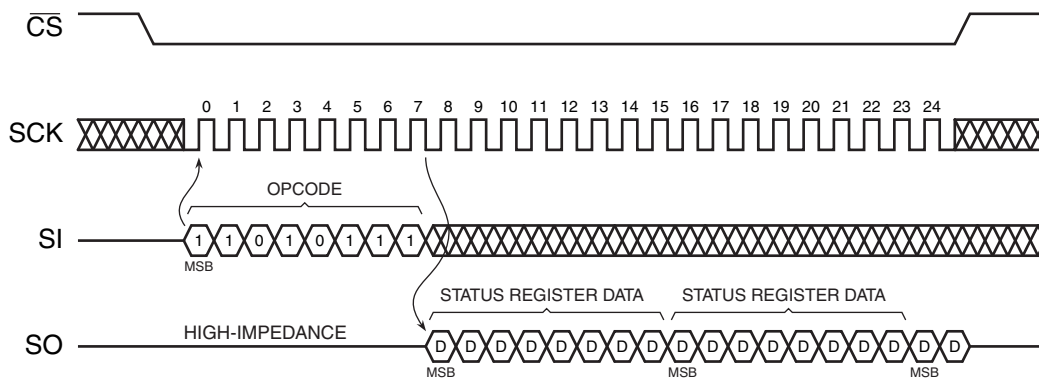 CS
0 1 2 3 4 5 6 7 8 9 10 11 12 13 14 15 16 17 18 19 20 21 22 23 24
SCK
OPCODE
SI 1 1 0 1 0 1 1 1
MSB
STATUS REGISTER DATA STATUS REGISTER DATA
HIGH-IMPEDANCE
SO D D D D D D D D D D D D D D D D D D
MSB MSB MSB